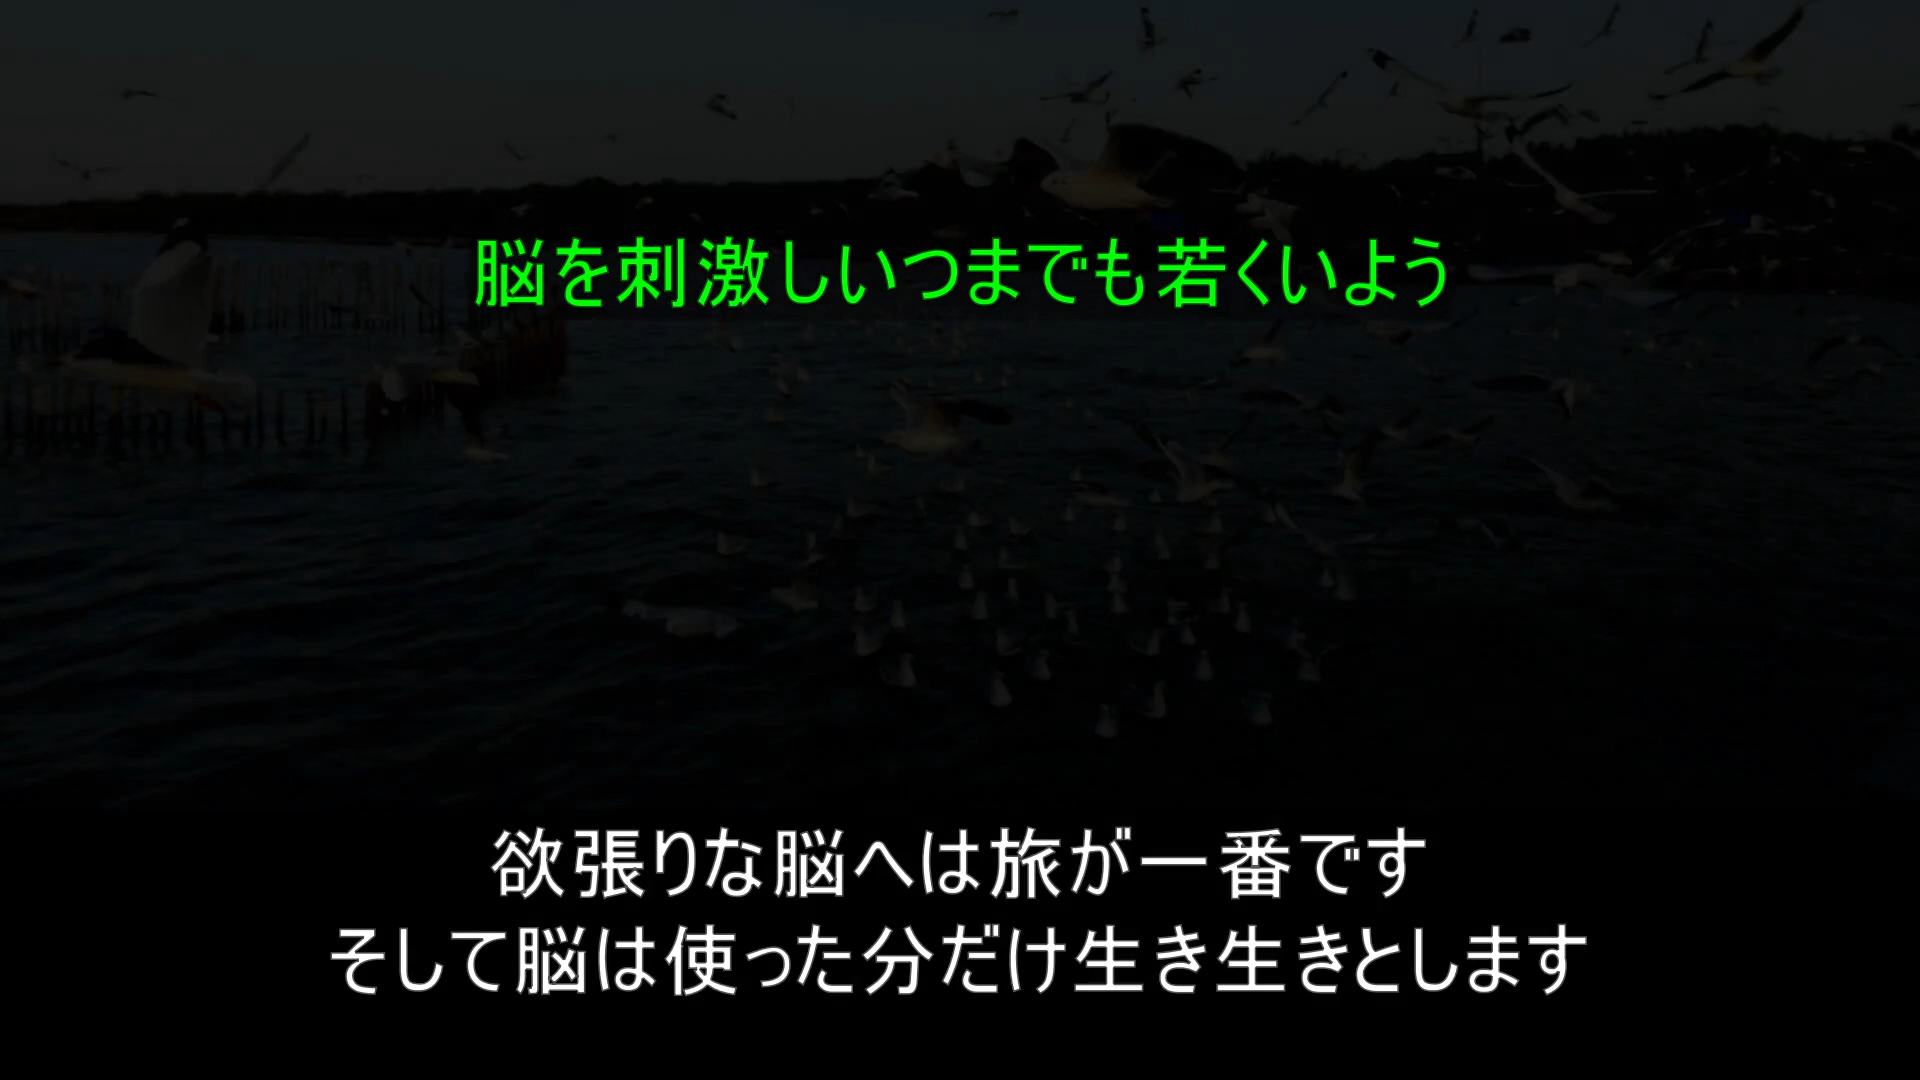 脳を刺激しいつまでも若くいよう
欲張りな脳へは旅が一番です
そして脳は使った分だけ生き生きとします